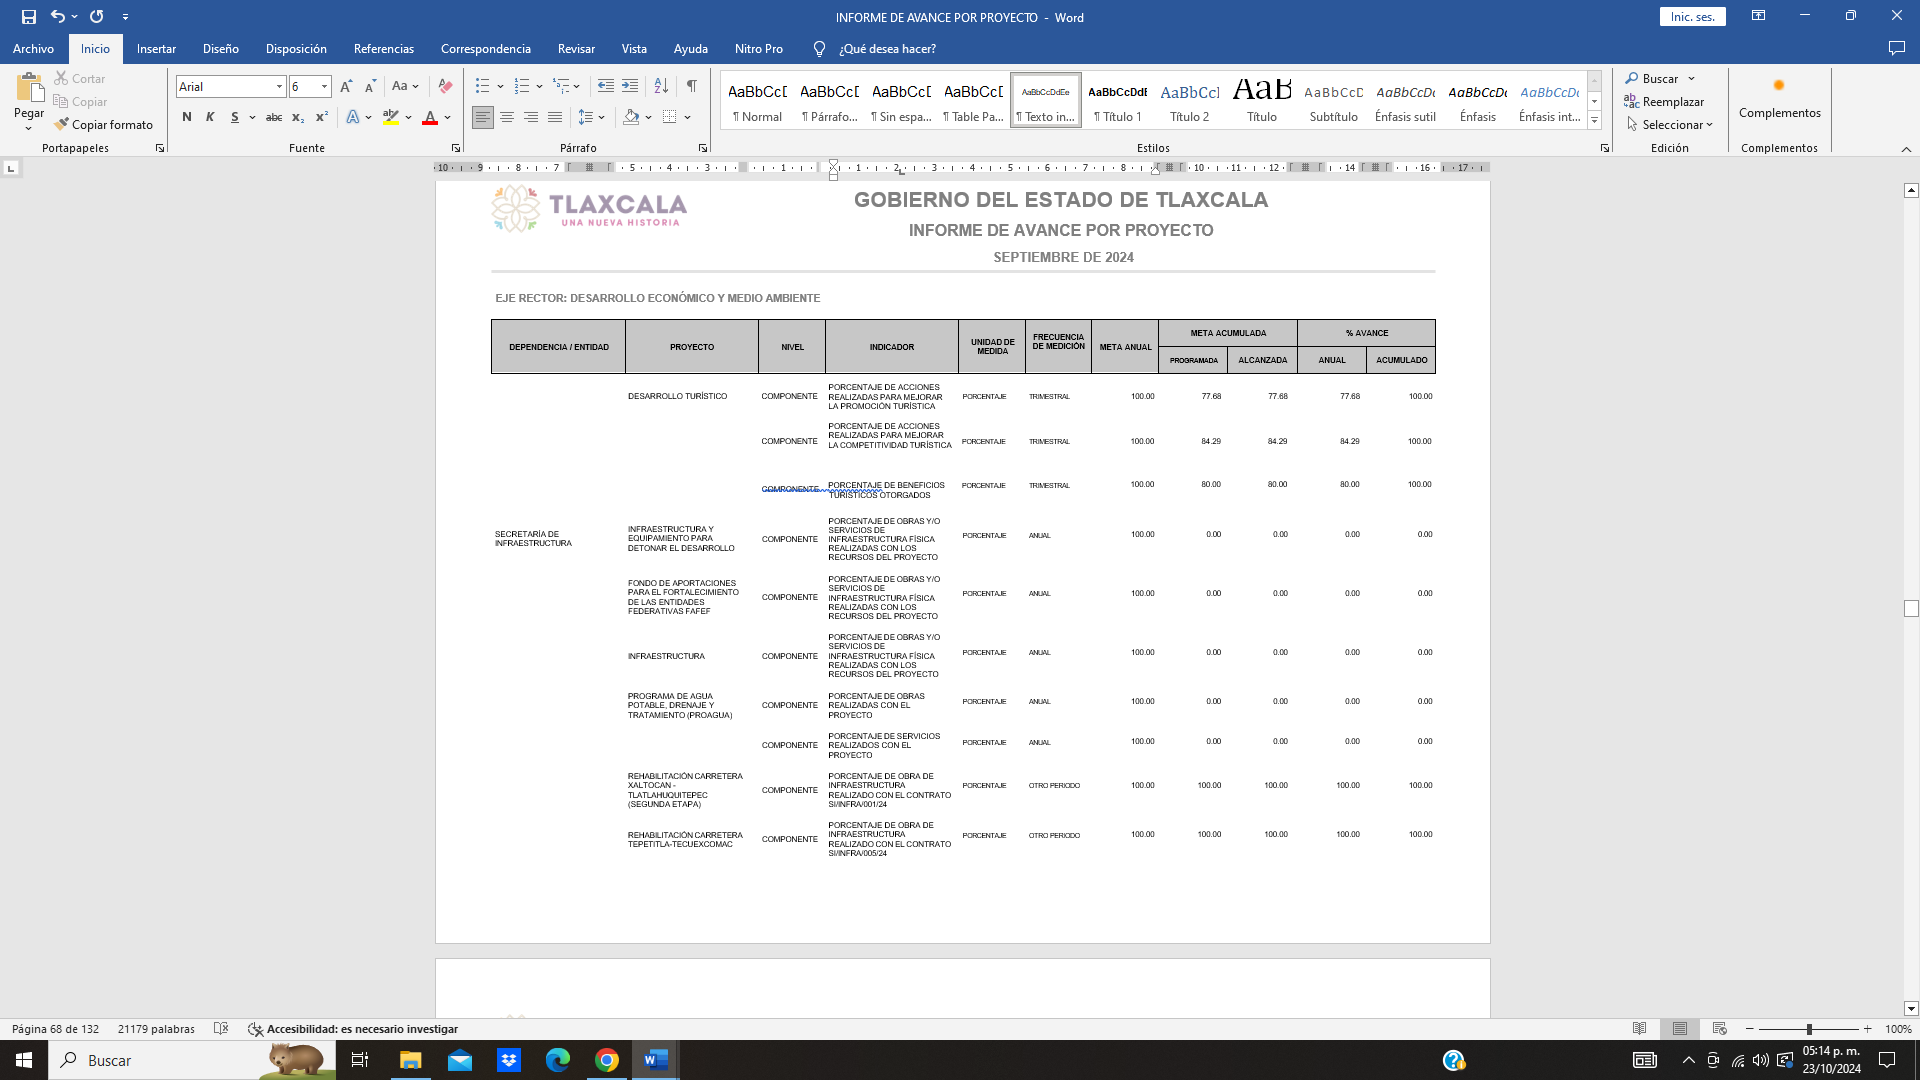 INFORME DE AVANCE POR PROYECTO - Word
Inic. ses.
Archivo Inicio Insertar Diseño Disposición Referencias Correspondencia Revisar Vista Ayuda Nitro Pro ¿Qué desea hacer?
Pegar
Cortar
Copiar
Copiar formato
Portapapeles
Arial 6
N K S abc x₂ x²
Fuente
Párrafo
AaBbCcDdEe
¶ Normal ¶ Párrafo... ¶ Sin espa... ¶ Table Pa... ¶ Texto in... ¶ Título 1 Título 2 Título Subtítulo Énfasis sutil Énfasis Énfasis int...
Estilos
Buscar
Reemplazar
Seleccionar
Edición
Complementos
Complementos
TLAXCALA
UNA NUEVA HISTORIA
GOBIERNO DEL ESTADO DE TLAXCALA
INFORME DE AVANCE POR PROYECTO
SEPTIEMBRE DE 2024
EJE RECTOR: DESARROLLO ECONÓMICO Y MEDIO AMBIENTE
DEPENDENCIA / ENTIDAD
PROYECTO
NIVEL
INDICADOR
UNIDAD DE
MEDIDA
FRECUENCIA
DE MEDICIÓN
META ANUAL
META ACUMULADA
PROGRAMADA ALCANZADA
% AVANCE
ANUAL ACUMULADO
DESARROLLO TURÍSTICO
COMPONENTE
PORCENTAJE DE ACCIONES
REALIZADAS PARA MEJORAR
LA PROMOCIÓN TURÍSTICA
PORCENTAJE TRIMESTRAL 100.00 77.68 77.68 77.68 100.00
COMPONENTE
PORCENTAJE DE ACCIONES
REALIZADAS PARA MEJORAR
LA COMPETITIVIDAD TURÍSTICA
PORCENTAJE TRIMESTRAL 100.00 84.29 84.29 84.29 100.00
COMPONENTE
PORCENTAJE DE BENEFICIOS
TURÍSTICOS OTORGADOS
PORCENTAJE TRIMESTRAL 100.00 80.00 80.00 80.00 100.00
SECRETARÍA DE
INFRAESTRUCTURA
INFRAESTRUCTURA Y
EQUIPAMIENTO PARA
DETONAR EL DESARROLLO
COMPONENTE
PORCENTAJE DE OBRAS Y/O
SERVICIOS DE
INFRAESTRUCTURA FÍSICA
REALIZADAS CON LOS
RECURSOS DEL PROYECTO
PORCENTAJE ANUAL 100.00 0.00 0.00 0.00 0.00
FONDO DE APORTACIONES
PARA EL FORTALECIMIENTO
DE LAS ENTIDADES
FEDERATIVAS FAFEF
COMPONENTE
PORCENTAJE DE OBRAS Y/O
SERVICIOS DE
INFRAESTRUCTURA FÍSICA
REALIZADAS CON LOS
RECURSOS DEL PROYECTO
PORCENTAJE ANUAL 100.00 0.00 0.00 0.00 0.00
INFRAESTRUCTURA
COMPONENTE
PORCENTAJE DE OBRAS Y/O
SERVICIOS DE
INFRAESTRUCTURA FÍSICA
REALIZADAS CON LOS
RECURSOS DEL PROYECTO
PORCENTAJE ANUAL 100.00 0.00 0.00 0.00 0.00
PROGRAMA DE AGUA
POTABLE, DRENAJE Y
TRATAMIENTO (PROAGUA)
COMPONENTE
PORCENTAJE DE OBRAS
REALIZADAS CON EL
PROYECTO
PORCENTAJE ANUAL 100.00 0.00 0.00 0.00 0.00
COMPONENTE
PORCENTAJE DE SERVICIOS
REALIZADOS CON EL
PROYECTO
PORCENTAJE ANUAL 100.00 0.00 0.00 0.00 0.00
REHABILITACIÓN CARRETERA
XALTOCAN -
TLATLAHUQUITEPEC
(SEGUNDA ETAPA)
COMPONENTE
PORCENTAJE DE OBRA DE
INFRAESTRUCTURA
REALIZADO CON EL CONTRATO
SI/INFRA/001/24
PORCENTAJE OTRO PERIODO 100.00 100.00 100.00 100.00 100.00
REHABILITACIÓN CARRETERA
TEPETITLA-TECUEXCOMAC
COMPONENTE
PORCENTAJE DE OBRA DE
INFRAESTRUCTURA
REALIZADO CON EL CONTRATO
SI/INFRA/005/24
PORCENTAJE OTRO PERIODO 100.00 100.00 100.00 100.00 100.00
Página 68 de 132 21179 palabras Accesibilidad: es necesario investigar 100%
Buscar
05:14 p. m.
23/10/2024